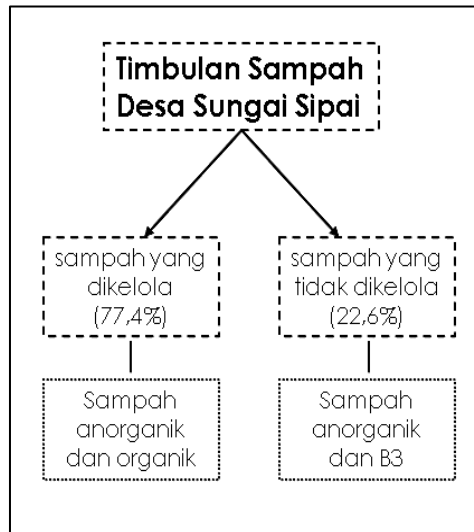 Timbulan Sampah
Desa Sungai Sipai
sampah yang
dikelola
(77,4%)
sampah yang
tidak dikelola
(22,6%)
Sampah
anorganik
dan organik
Sampah
anorganik
dan B3